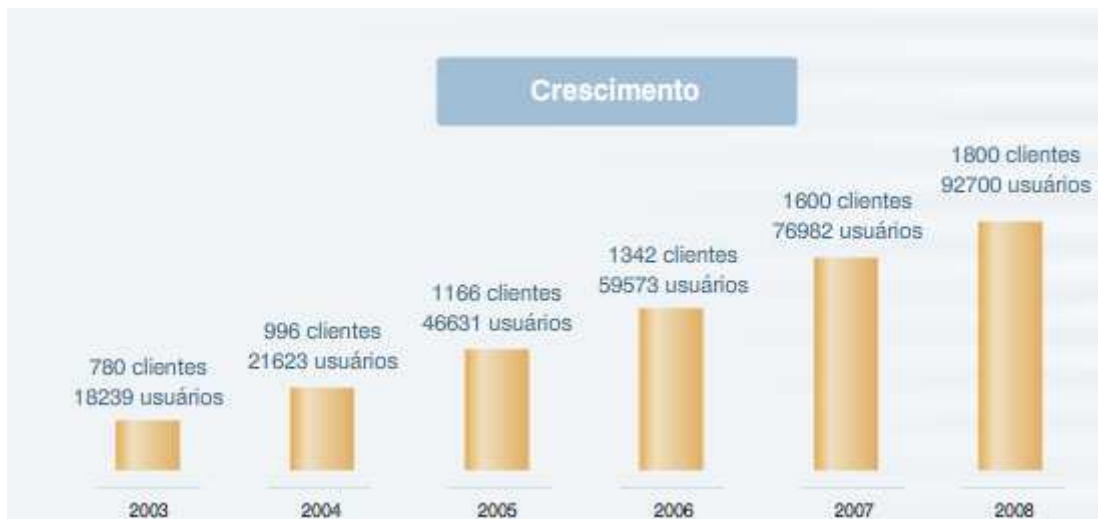 Crescimento
780 clientes
18239 usuários
996 clientes
21623 usuários
1166 clientes
46631 usuários
1342 clientes
59573 usuários
1600 clientes
76982 usuários
1800 clientes
92700 usuários
2003
2004
2005
2006
2007
2008